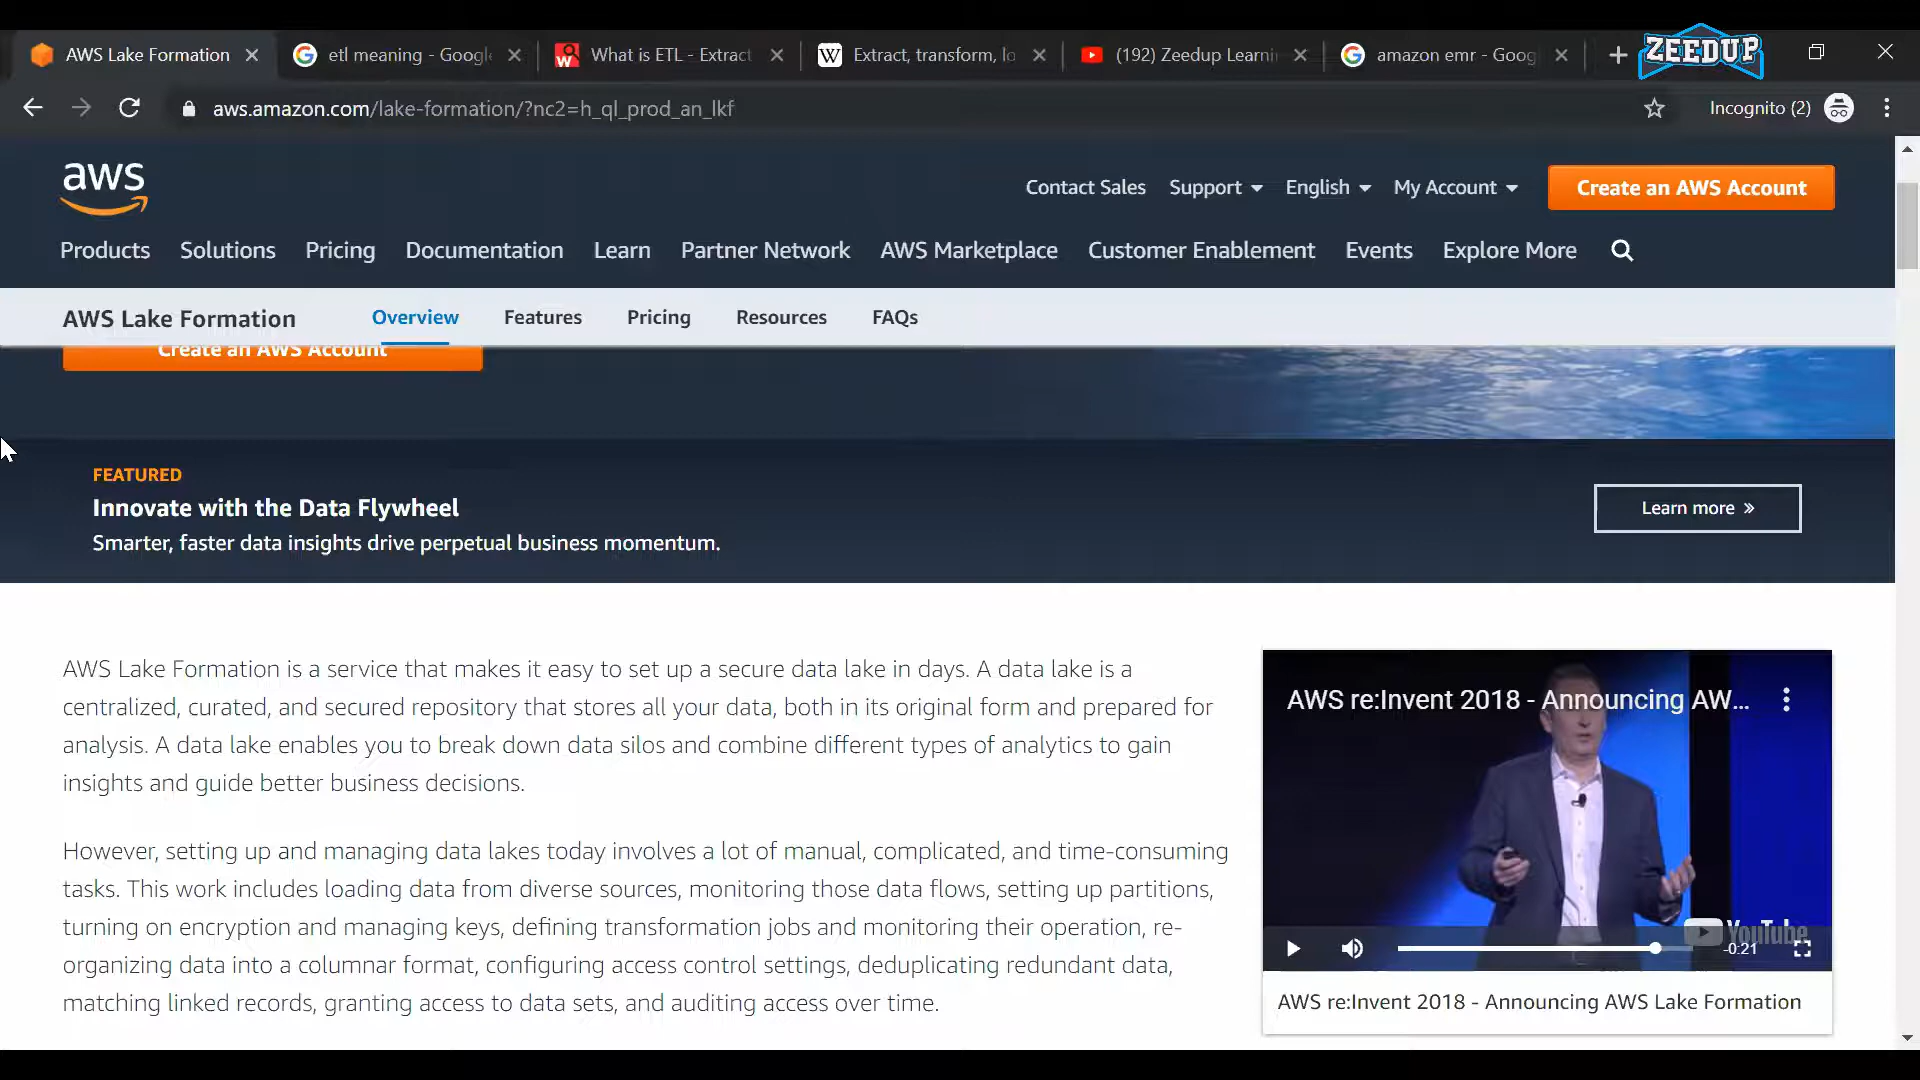 AWS Lake Formation
etl meaning - Google
What is ETL - Extract
Extract, transform, lo
(192) Zeedup Learni
amazon emr - Goog
ZEEDUP
aws.amazon.com/lake-formation/?nc2=h_ql_prod_an_lkf
Incognito (2)
aws
Contact Sales
Support
English
My Account
Create an AWS Account
Products
Solutions
Pricing
Documentation
Learn
Partner Network
AWS Marketplace
Customer Enablement
Events
Explore More
AWS Lake Formation
Overview
Features
Pricing
Resources
FAQs
Create an AWS Account
FEATURED
Innovate with the Data Flywheel
Smarter, faster data insights drive perpetual business momentum.
Learn more »
AWS Lake Formation is a service that makes it easy to set up a secure data lake in days. A data lake is a
centralized, curated, and secured repository that stores all your data, both in its original form and prepared for
analysis. A data lake enables you to break down data silos and combine different types of analytics to gain
insights and guide better business decisions.
However, setting up and managing data lakes today involves a lot of manual, complicated, and time-consuming
tasks. This work includes loading data from diverse sources, monitoring those data flows, setting up partitions,
turning on encryption and managing keys, defining transformation jobs and monitoring their operation, re-
organizing data into a columnar format, configuring access control settings, deduplicating redundant data,
matching linked records, granting access to data sets, and auditing access over time.
AWS re:Invent 2018 - Announcing AW...
YouTube
-0:21
AWS re:Invent 2018 - Announcing AWS Lake Formation